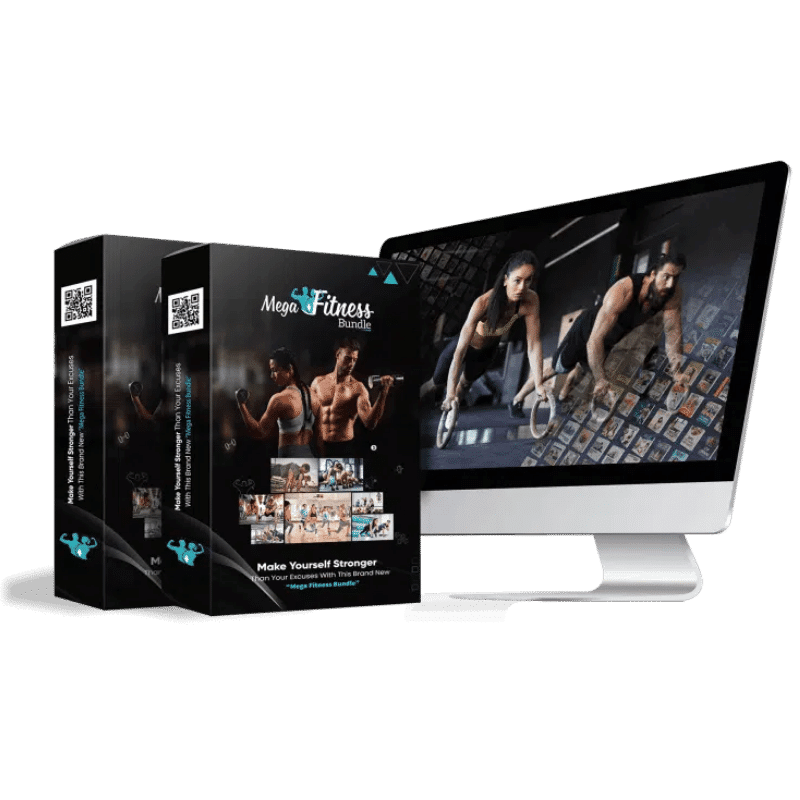 Make Yourself Stronger Than Your Excuses
With This Brand New "Mega Fitness Bundle"
Make Yourself Stronger Than Your Excuses
With This Brand New "Mega Fitness Bundle"
Mega Fitness
Bundle
Make Yourself Stronger
Than Your Excuses With This Brand New
"Mega Fitness Bundle"